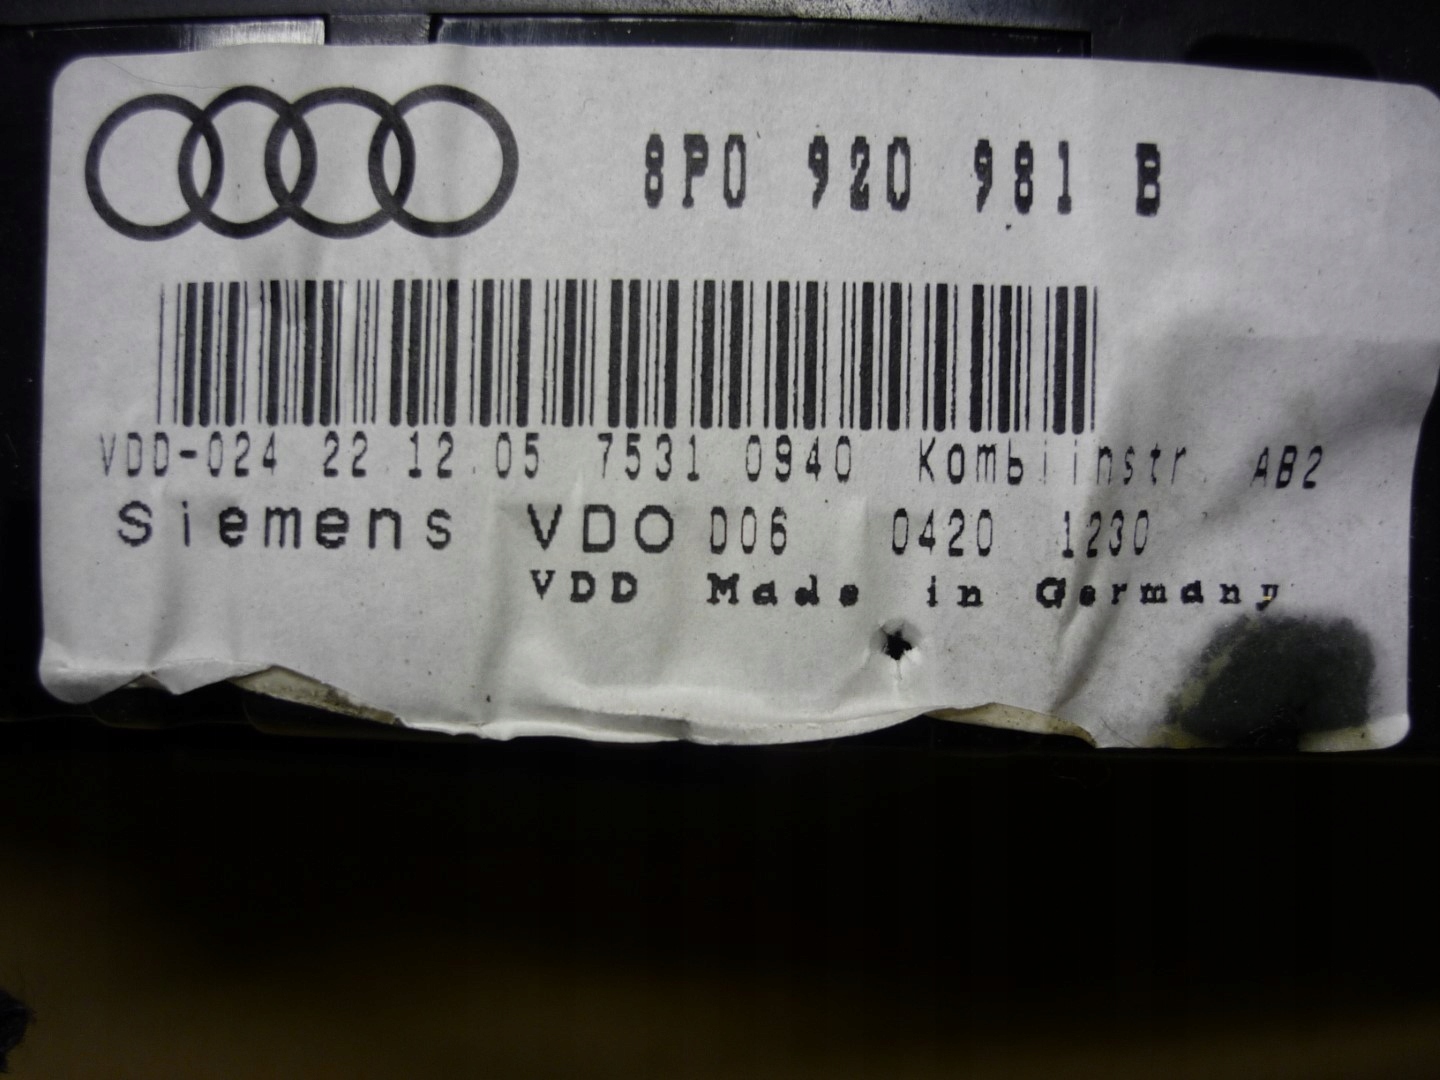 8P0 920 981 B
VDD-024 22.12.05 7531 0940 Kombiinstr. AB2
Siemens VDO D06 0420 1230
VDD Made in Germany